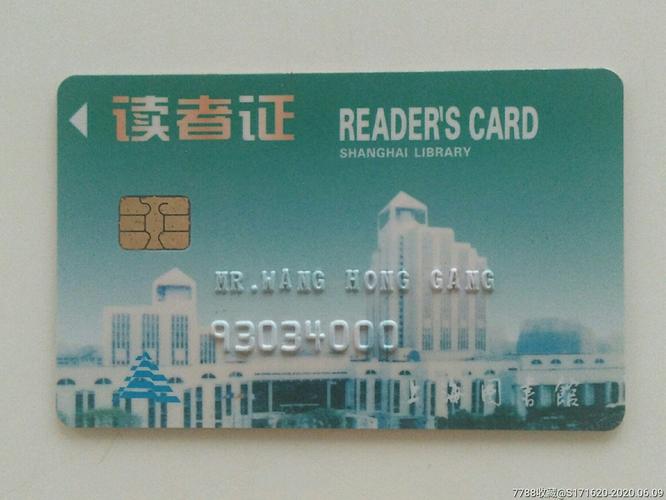 读者证
READER'S CARD
SHANGHAI LIBRARY
MR.WANG HONG GANG
93034000
上海图书館
7788收藏@S171620-2020.06.09